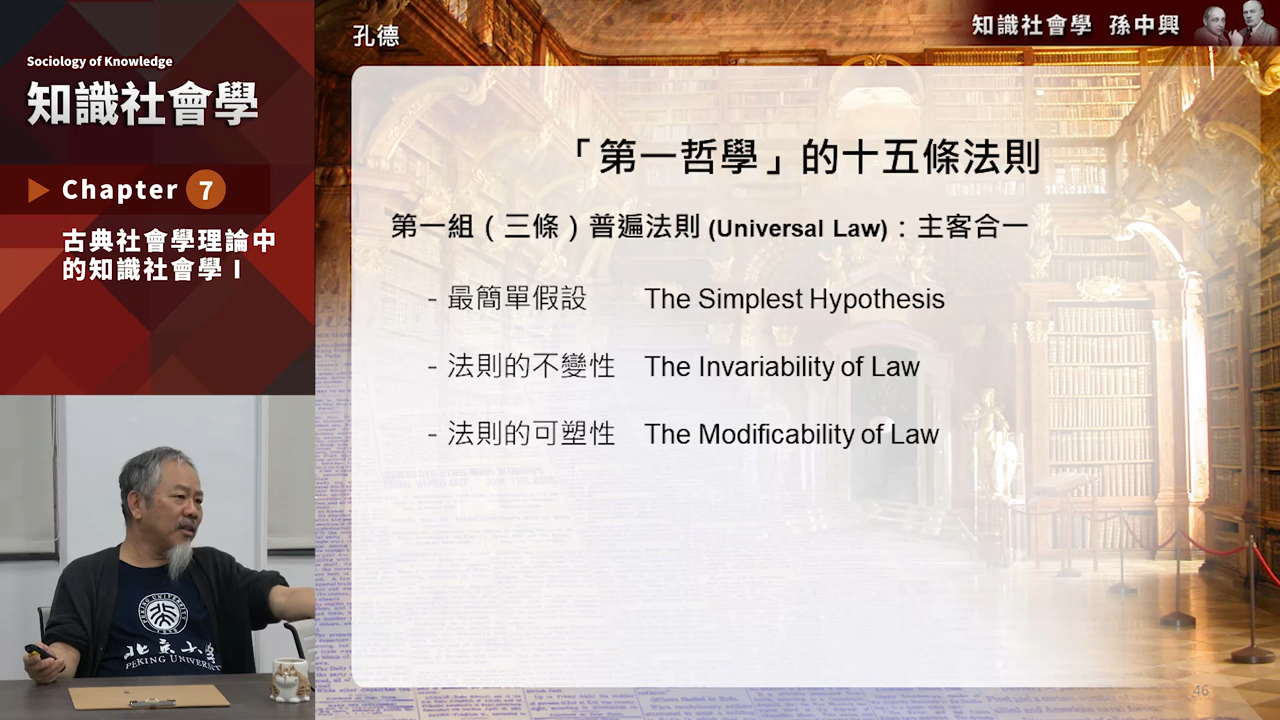 Sociology of Knowledge
知識社會學
Chapter 7
古典社會學理論中
的知識社會學 I
孔德
知識社會學 孫中興
「第一哲學」的十五條法則
第一組（三條）普遍法則 (Universal Law)：主客合一
- 最簡單假設 The Simplest Hypothesis
- 法則的不變性 The Invariability of Law
- 法則的可塑性 The Modificability of Law
46
PEKING UNIVERSITY
1898
北京大學
PEKING UNIVERSITY